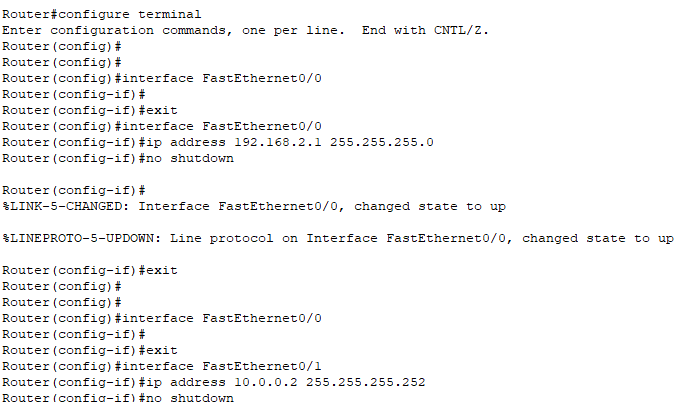 Router#configure terminal
Enter configuration commands, one per line.  End with CNTL/Z.
Router(config)#
Router(config)#
Router(config)#interface FastEthernet0/0
Router(config-if)#
Router(config-if)#exit
Router(config)#interface FastEthernet0/0
Router(config-if)#ip address 192.168.2.1 255.255.255.0
Router(config-if)#no shutdown

Router(config-if)#
%LINK-5-CHANGED: Interface FastEthernet0/0, changed state to up

%LINEPROTO-5-UPDOWN: Line protocol on Interface FastEthernet0/0, changed state to up

Router(config-if)#exit
Router(config)#
Router(config)#
Router(config)#interface FastEthernet0/0
Router(config-if)#
Router(config-if)#exit
Router(config)#interface FastEthernet0/1
Router(config-if)#ip address 10.0.0.2 255.255.255.252
Router(config-if)#no shutdown